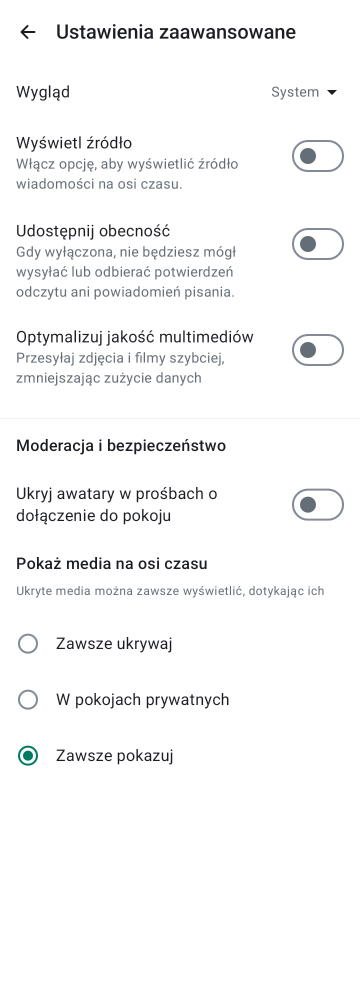 Ustawienia zaawansowane
Wygląd
System
Wyświetl źródło
Włącz opcję, aby wyświetlić źródło
wiadomości na osi czasu.
Udostępnij obecność
Gdy wyłączona, nie będziesz mógł
wysyłać lub odbierać potwierdzeń
odczytu ani powiadomień pisania.
Optymalizuj jakość multimediów
Przesyłaj zdjęcia i filmy szybciej,
zmniejszając zużycie danych
Moderacja i bezpieczeństwo
Ukryj awatary w prośbach o
dołączenie do pokoju
Pokaż media na osi czasu
Ukryte media można zawsze wyświetlić, dotykając ich
Zawsze ukrywaj
W pokojach prywatnych
Zawsze pokazuj